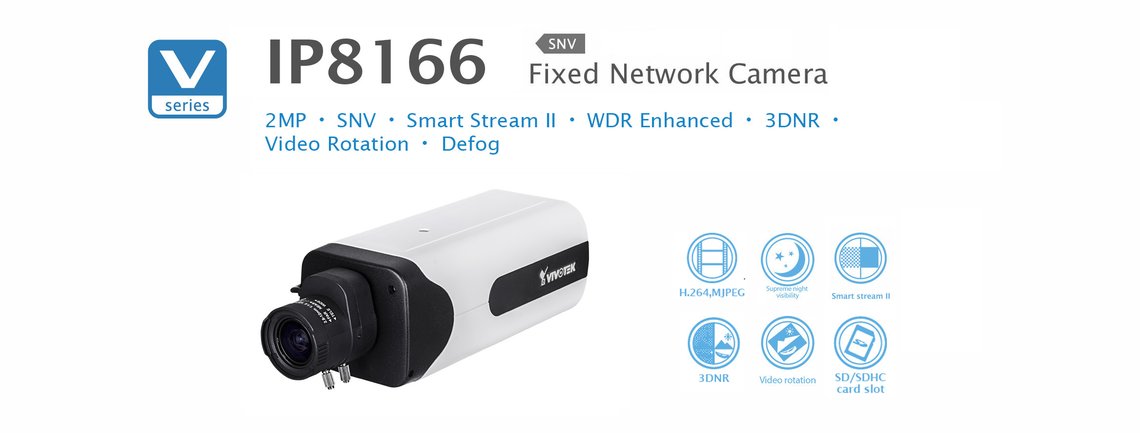 V
series
IP8166
SNV
Fixed Network Camera
2MP • SNV • Smart Stream II • WDR Enhanced • 3DNR •
Video Rotation • Defog
VIVOTEK
H.264,MJPEG
Supreme night
visibility
Smart stream II
3DNR
Video rotation
SD/SDHC
card slot